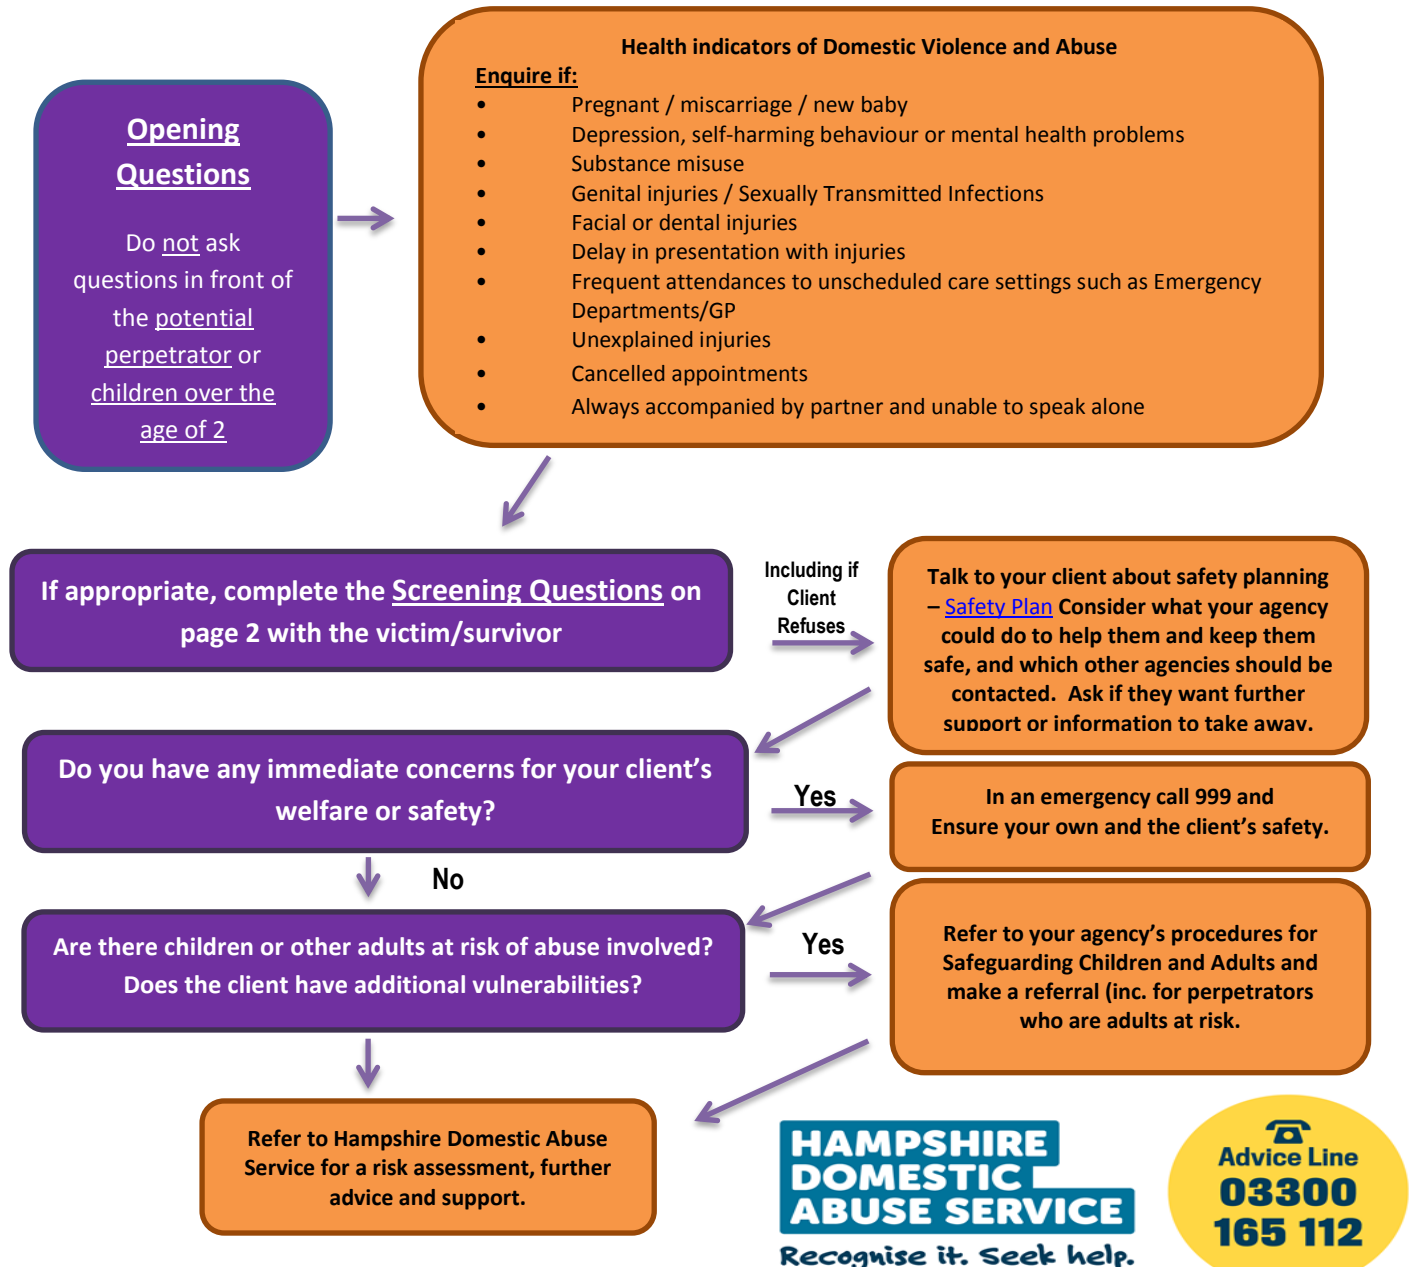 Opening
Questions
Do not ask
questions in front of
the potential
perpetrator or
children over the
age of 2
Health indicators of Domestic Violence and Abuse
Enquire if:
• Pregnant / miscarriage / new baby
• Depression, self-harming behaviour or mental health problems
• Substance misuse
• Genital injuries / Sexually Transmitted Infections
• Facial or dental injuries
• Delay in presentation with injuries
• Frequent attendances to unscheduled care settings such as Emergency
Departments/GP
• Unexplained injuries
• Cancelled appointments
• Always accompanied by partner and unable to speak alone
If appropriate, complete the Screening Questions on
page 2 with the victim/survivor
Including if
Client
Refuses
Talk to your client about safety planning
– Safety Plan Consider what your agency
could do to help them and keep them
safe, and which other agencies should be
contacted.  Ask if they want further
support or information to take away.
Do you have any immediate concerns for your client’s
welfare or safety?
Yes
In an emergency call 999 and
Ensure your own and the client’s safety.
No
Are there children or other adults at risk of abuse involved?
Does the client have additional vulnerabilities?
Yes
Refer to your agency’s procedures for
Safeguarding Children and Adults and
make a referral (inc. for perpetrators
who are adults at risk.
Refer to Hampshire Domestic Abuse
Service for a risk assessment, further
advice and support.
HAMPSHIRE
DOMESTIC
ABUSE SERVICE
Recognise it. Seek help.
Advice Line
03300
165 112